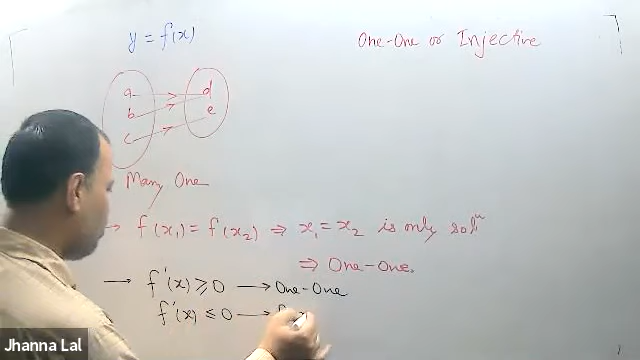 y = f(x)
One-One or Injective
a d
b e
c
Many One
→ f(x₁) = f(x₂) ⇒ x₁ = x₂ is only solⁿ
⇒ One-One.
→ f'(x) ≥ 0 → One-One
f'(x) ≤ 0 →
Jhanna Lal